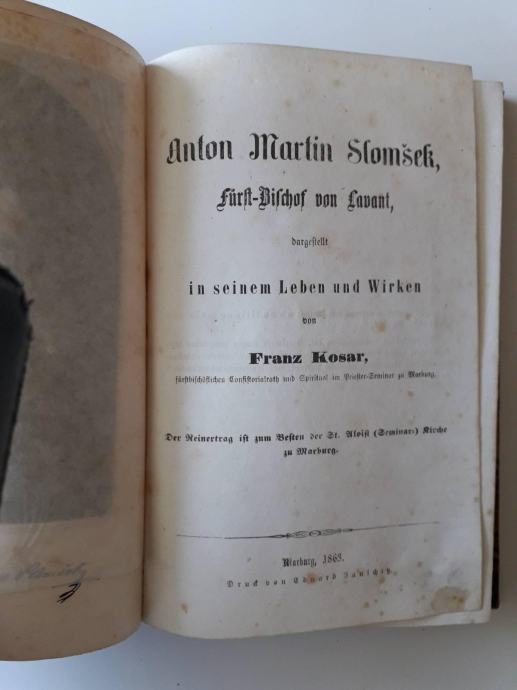 Anton Martin Slomšek,
Fürst-Bischof von Lavant,
dargestellt
in seinem Leben und Wirken
von
Franz Kosar,
fürstbischöflichen Consistorialrath und Spiritual im Priester-Seminar zu Marburg.
Der Reinertrag ist zum Besten der St. Aloisi (Seminar-) Kirche
zu Marburg.
Marburg, 1863.
Druck von Eduard Janschitz